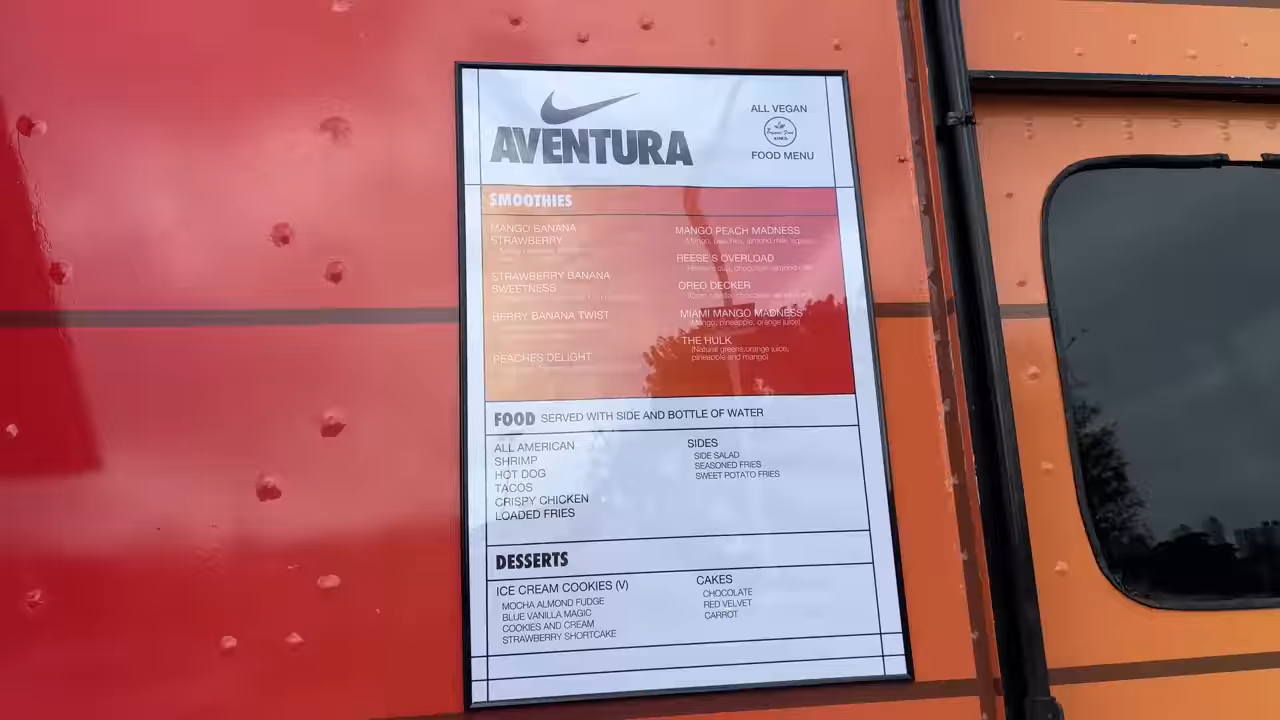 AVENTURA
ALL VEGAN
FOOD MENU
SMOOTHIES
MANGO BANANA
STRAWBERRY
STRAWBERRY BANANA
SWEETNESS
BERRY BANANA TWIST
PEACHES DELIGHT
MANGO PEACH MADNESS
REESE'S OVERLOAD
OREO DECKER
MIAMI MANGO MADNESS
(Mango, pineapple, orange juice)
THE HULK
(Natural greens,orange juice,
pineapple and mango)
FOOD SERVED WITH SIDE AND BOTTLE OF WATER
ALL AMERICAN
SHRIMP
HOT DOG
TACOS
CRISPY CHICKEN
LOADED FRIES
SIDES
SIDE SALAD
SEASONED FRIES
SWEET POTATO FRIES
DESSERTS
ICE CREAM COOKIES (V)
MOCHA ALMOND FUDGE
BLUE VANILLA MAGIC
COOKIES AND CREAM
STRAWBERRY SHORTCAKE
CAKES
CHOCOLATE
RED VELVET
CARROT